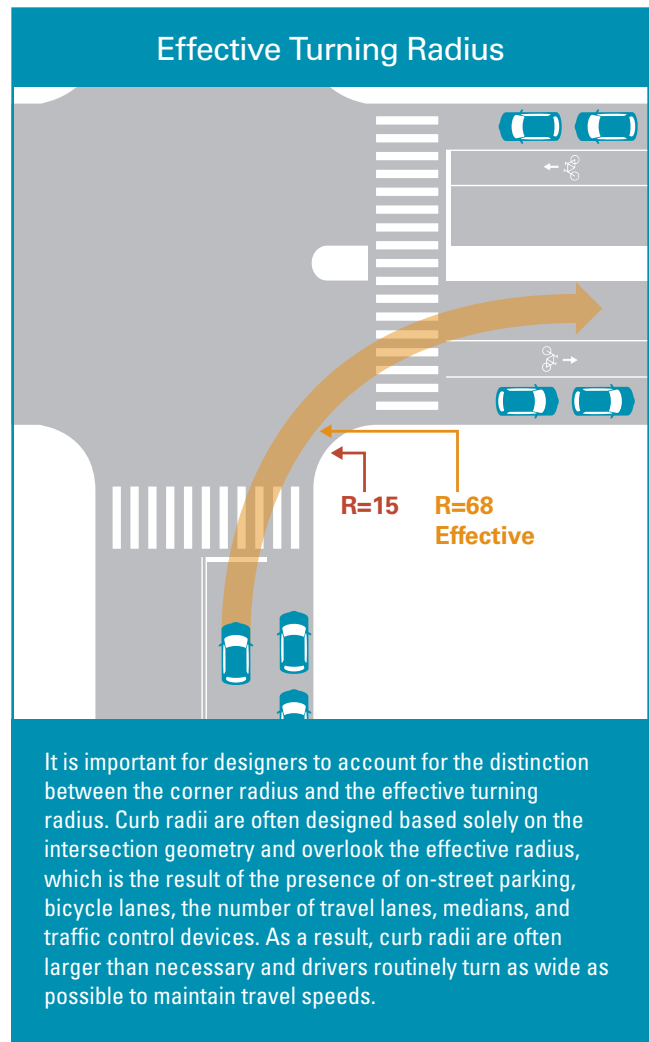 Effective Turning Radius
R=15
R=68
Effective
It is important for designers to account for the distinction
between the corner radius and the effective turning
radius. Curb radii are often designed based solely on the
intersection geometry and overlook the effective radius,
which is the result of the presence of on-street parking,
bicycle lanes, the number of travel lanes, medians, and
traffic control devices. As a result, curb radii are often
larger than necessary and drivers routinely turn as wide as
possible to maintain travel speeds.